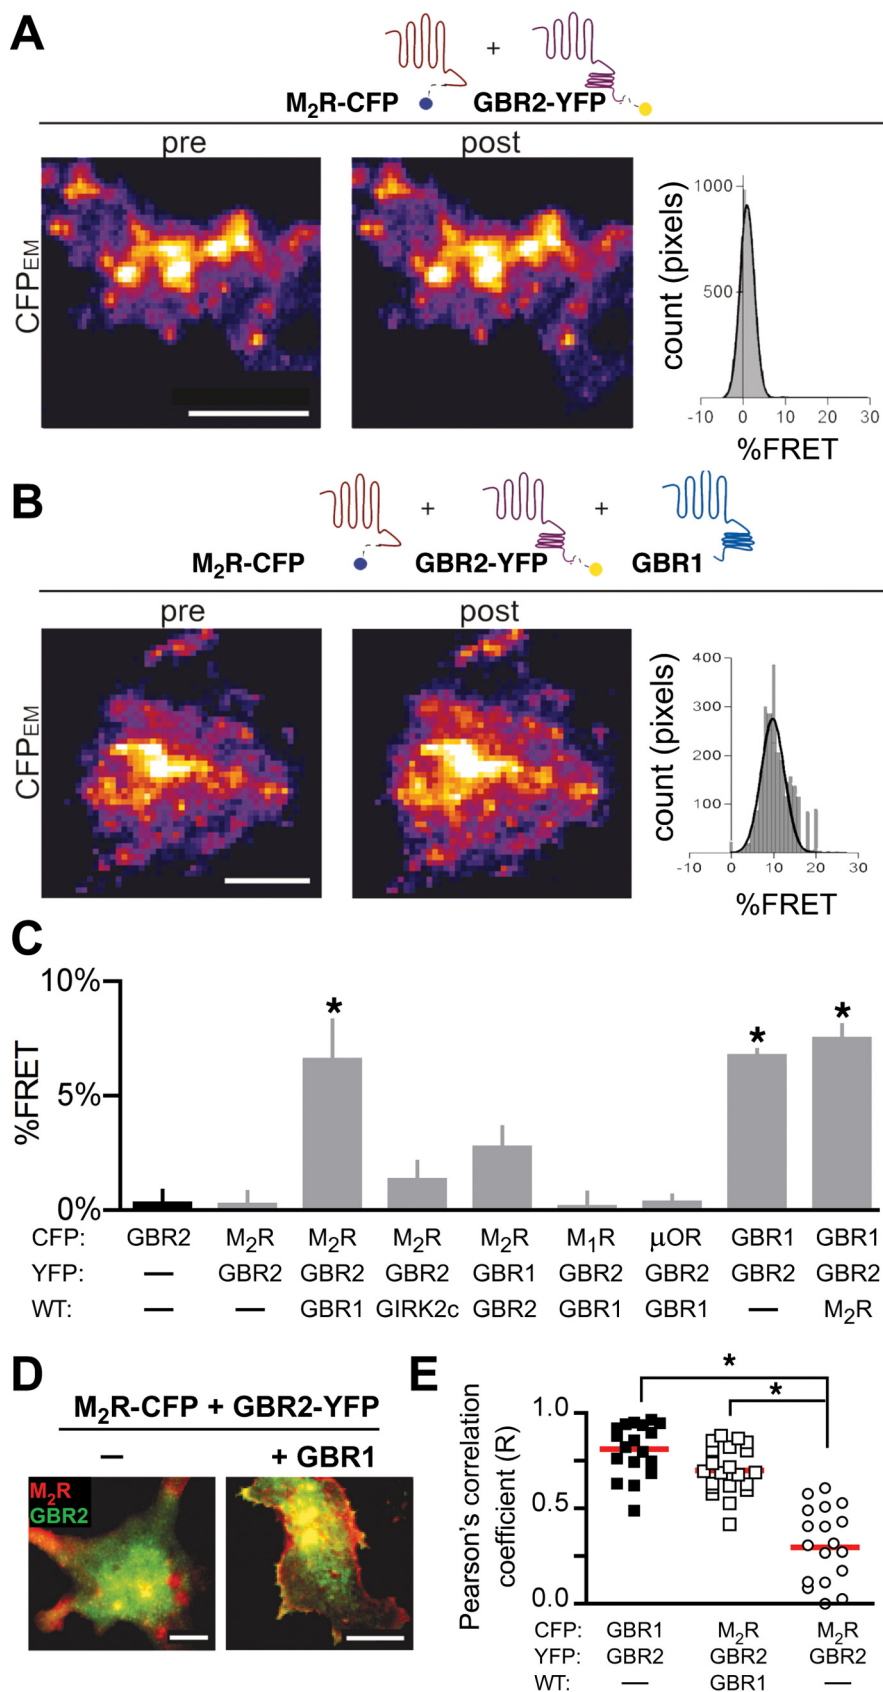 A
+
M₂R-CFP GBR2-YFP
pre post
CFP_EM
count (pixels)
1000
500
-10 0 10 20 30
%FRET
B
+ +
M₂R-CFP GBR2-YFP GBR1
pre post
CFP_EM
count (pixels)
400
300
200
100
-10 0 10 20 30
%FRET
C
%FRET
10%
5%
0%
* * *
CFP: GBR2 M₂R M₂R M₂R M₂R M₁R µOR GBR1 GBR1
YFP: — GBR2 GBR2 GBR2 GBR1 GBR2 GBR2 GBR2 GBR2
WT: — — GBR1 GIRK2c GBR2 GBR1 GBR1 — M₂R
D
M₂R-CFP + GBR2-YFP
— + GBR1
M₂R
GBR2
E
*
*
Pearson's correlation
coefficient (R)
1.0
0.5
0.0
CFP: GBR1 M₂R M₂R
YFP: GBR2 GBR2 GBR2
WT: — GBR1 —